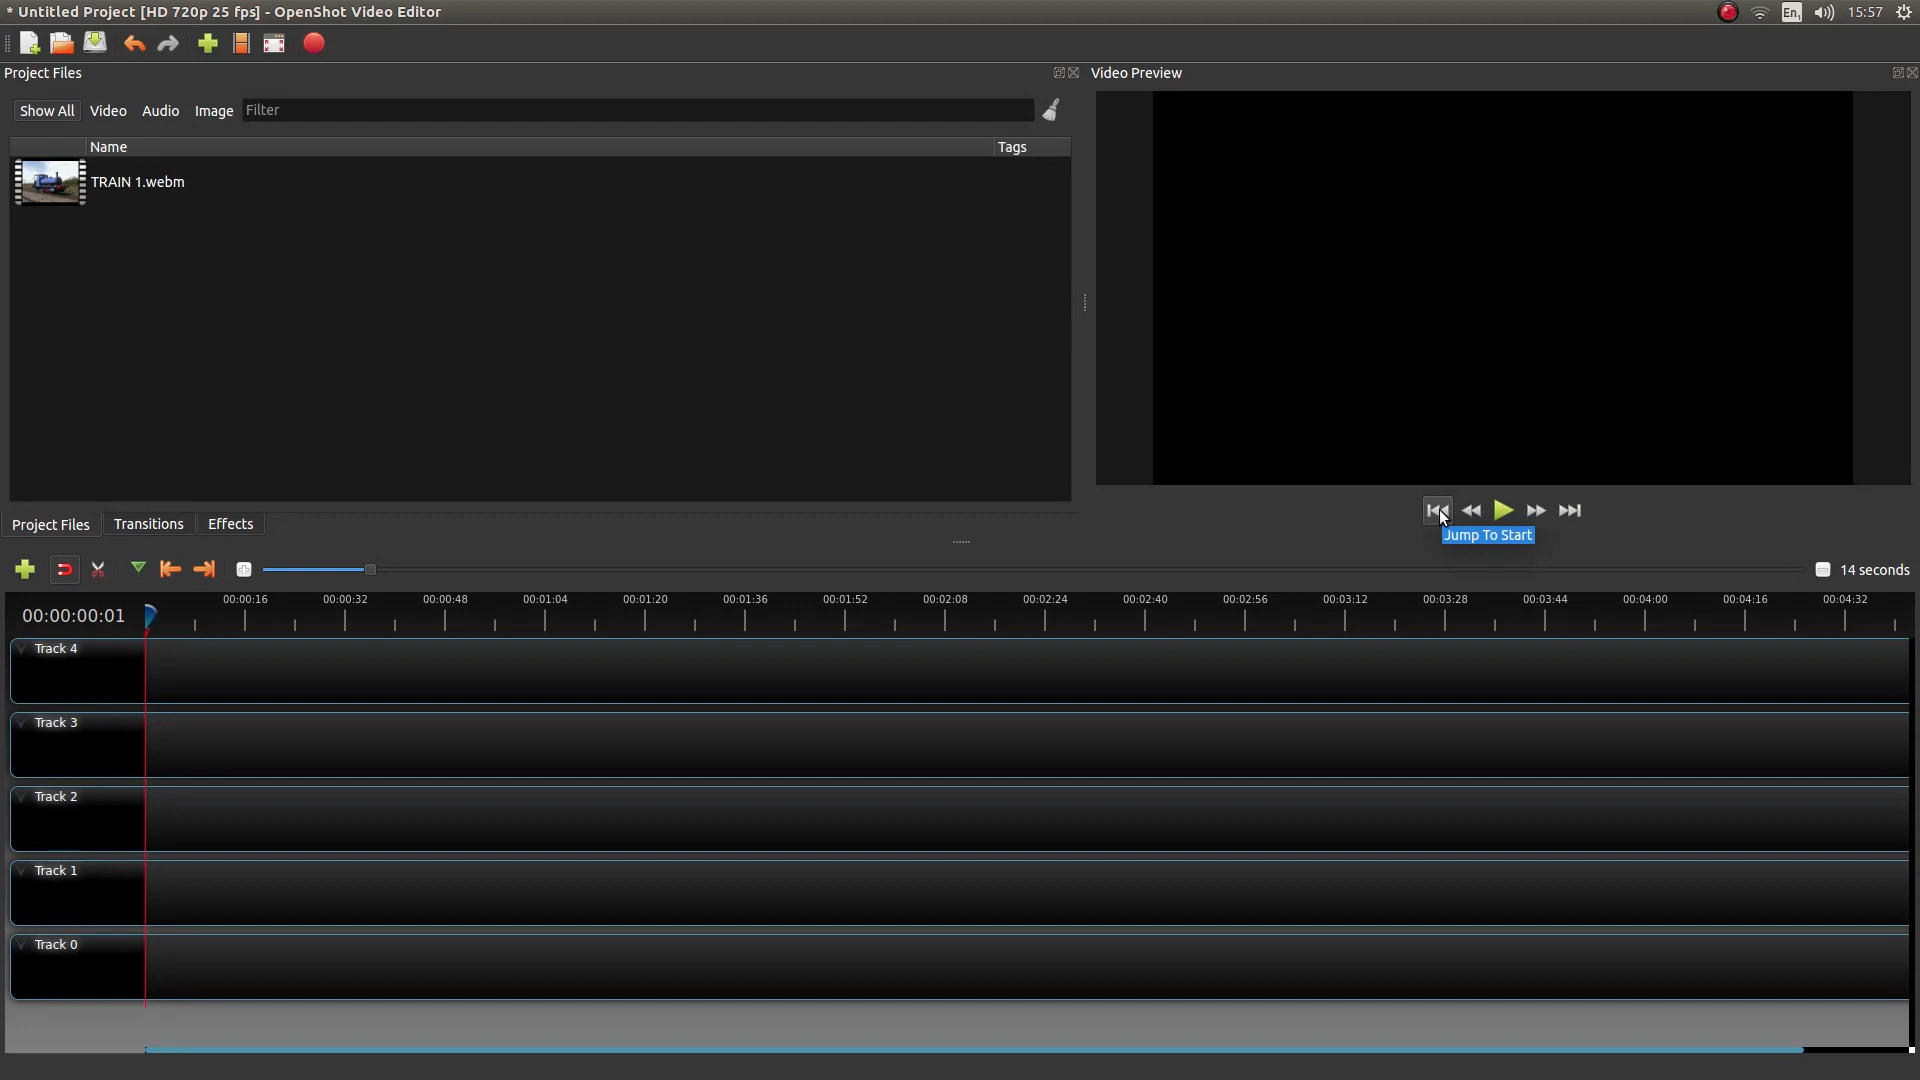 * Untitled Project [HD 720p 25 fps] - OpenShot Video Editor
En1
15:57
Project Files
Video Preview
Show All
Video
Audio
Image
Filter
Name
Tags
TRAIN 1.webm
Jump To Start
Project Files
Transitions
Effects
14 seconds
00:00:00:01
00:00:16
00:00:32
00:00:48
00:01:04
00:01:20
00:01:36
00:01:52
00:02:08
00:02:24
00:02:40
00:02:56
00:03:12
00:03:28
00:03:44
00:04:00
00:04:16
00:04:32
Track 4
Track 3
Track 2
Track 1
Track 0